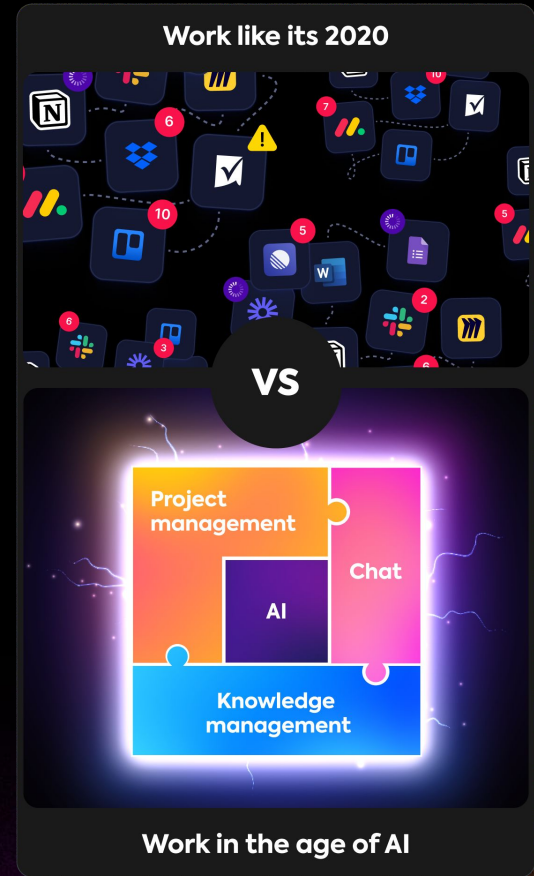 Work like its 2020
10
6
7
10
5
5
W
2
6
3
6
VS
Project
management
Chat
AI
Knowledge
management
Work in the age of AI